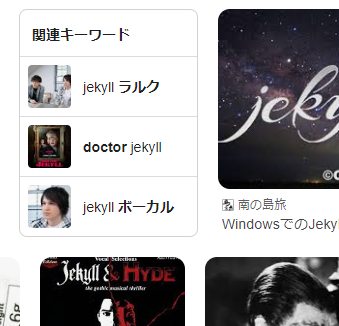 関連キーワード
jekyll ラルク
doctor jekyll
JEKYLL
jekyll ボーカル
jeky
©
南の島旅
WindowsでのJeky
Vocal Selections
Jekyll & HYDE
the gothic musical thriller